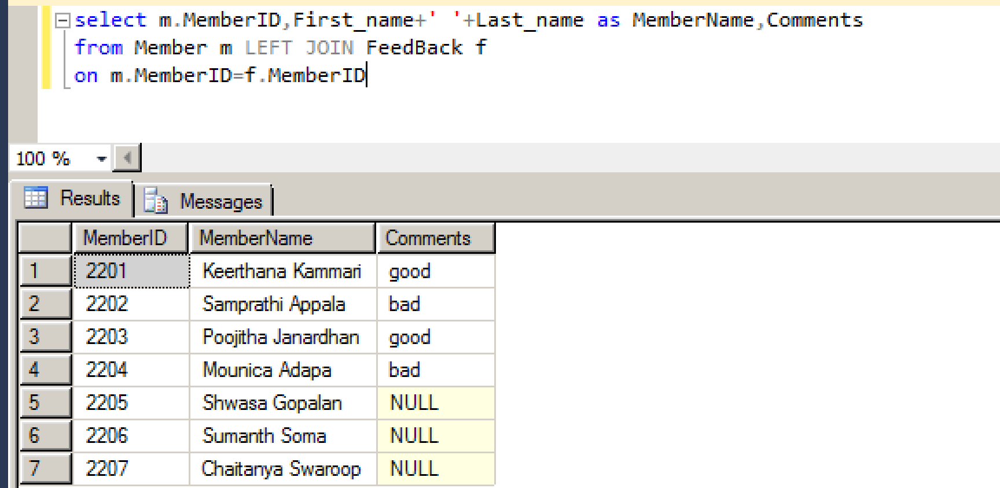 select m.MemberID,First_name+' '+Last_name as MemberName,Comments
from Member m LEFT JOIN FeedBack f
on m.MemberID=f.MemberID
100 %
Results Messages
MemberID MemberName Comments
1 2201 Keerthana Kammari good
2 2202 Samprathi Appala bad
3 2203 Poojitha Janardhan good
4 2204 Mounica Adapa bad
5 2205 Shwasa Gopalan NULL
6 2206 Sumanth Soma NULL
7 2207 Chaitanya Swaroop NULL